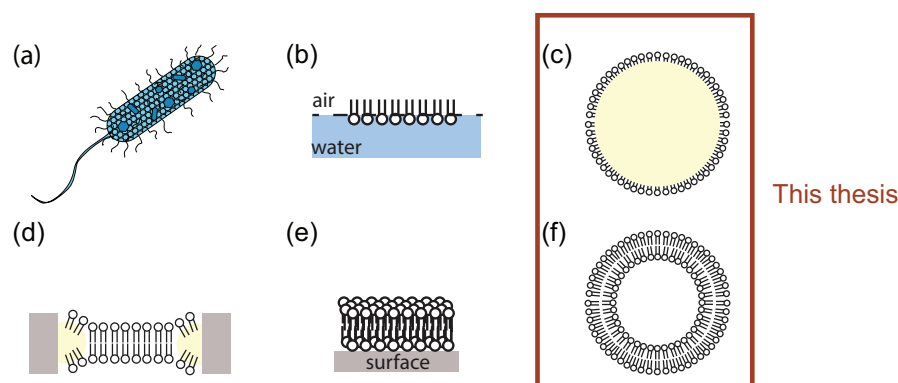 (a)
(b)
(c)
air
water
This thesis
(d)
(e)
(f)
surface